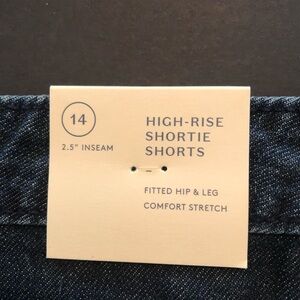 14
2.5" INSEAM
HIGH-RISE
SHORTIE
SHORTS
FITTED HIP & LEG
COMFORT STRETCH